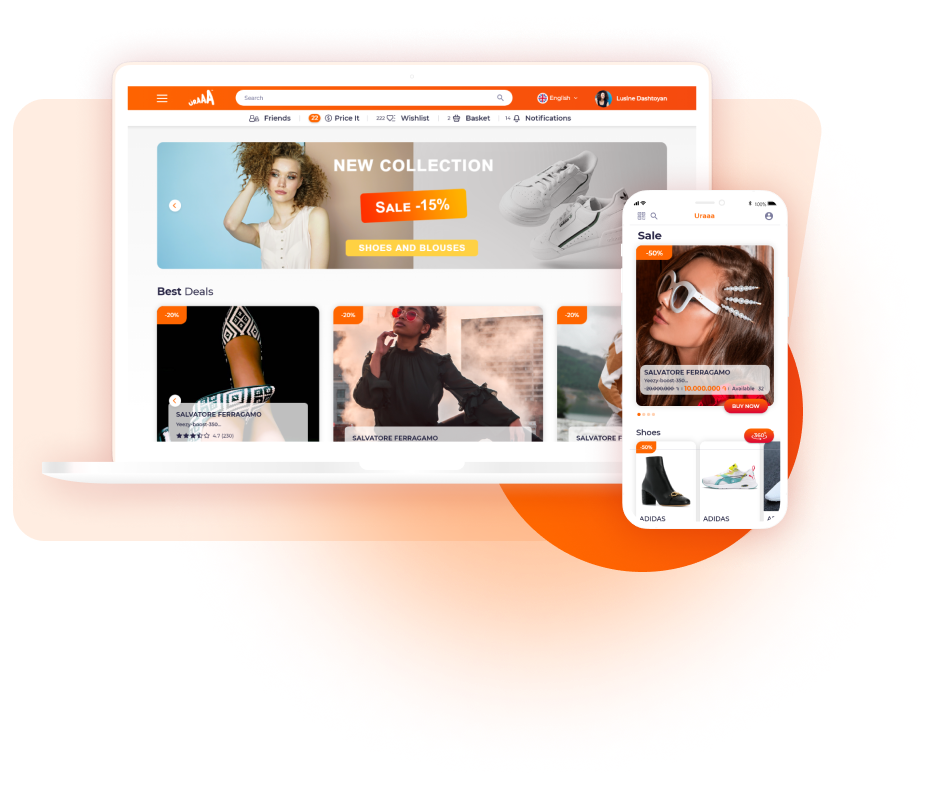 URAAA
Search
English
Lusine Dashtoyan
Friends
22
Price It
222
Wishlist
2
Basket
14
Notifications
NEW COLLECTION
SALE -15%
SHOES AND BLOUSES
Best Deals
-20%
SALVATORE FERRAGAMO
Yeezy-boost-350...
4.7 (230)
-20%
SALVATORE FERRAGAMO
-20%
SALVATORE F
100%
Uraaa
Sale
-50%
SALVATORE FERRAGAMO
Yeezy-boost-350...
20.000.000 10.000.000 Available 32
BUY NOW
Shoes
360°
-50%
ADIDAS
ADIDAS